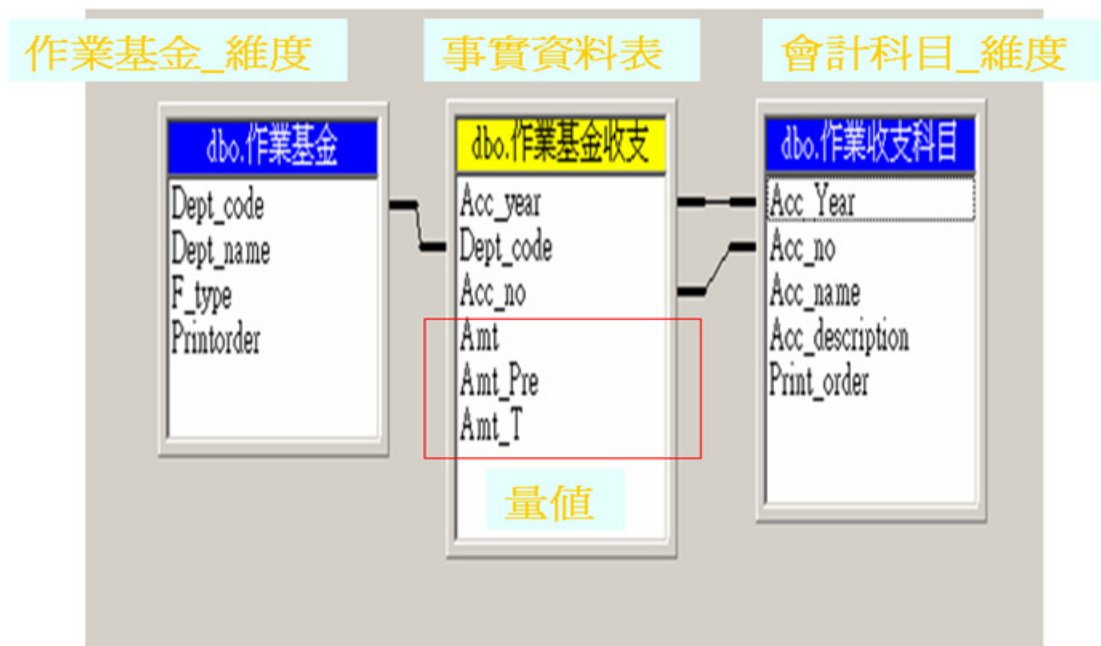 作業基金_維度
事實資料表
會計科目_維度
dbo.作業基金
Dept_code
Dept_name
F_type
Printorder
dbo.作業基金收支
Acc_year
Dept_code
Acc_no
Amt
Amt_Pre
Amt_T
量值
dbo.作業收支科目
Acc_Year
Acc_no
Acc_name
Acc_description
Print_order